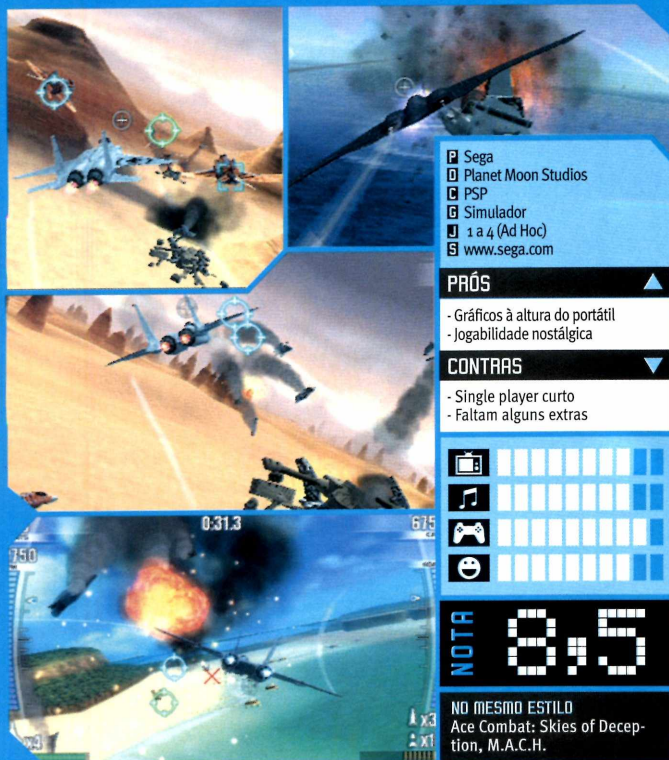 P Sega
D Planet Moon Studios
C PSP
G Simulador
J 1 a 4 (Ad Hoc)
S www.sega.com
PRÓS
- Gráficos à altura do portátil
- Jogabilidade nostálgica
CONTRAS
- Single player curto
- Faltam alguns extras
0:31.3
675
750
x3
x1
x4
NOTA
8,5
NO MESMO ESTILO
Ace Combat: Skies of Decep-
tion, M.A.C.H.